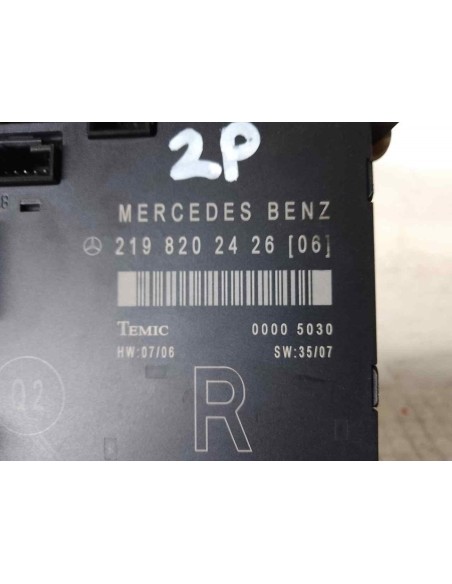 2P
B
MERCEDES BENZ
219 820 24 26 [06]
TEMIC 0000 5030
HW:07/06 SW:35/07
Q2
R